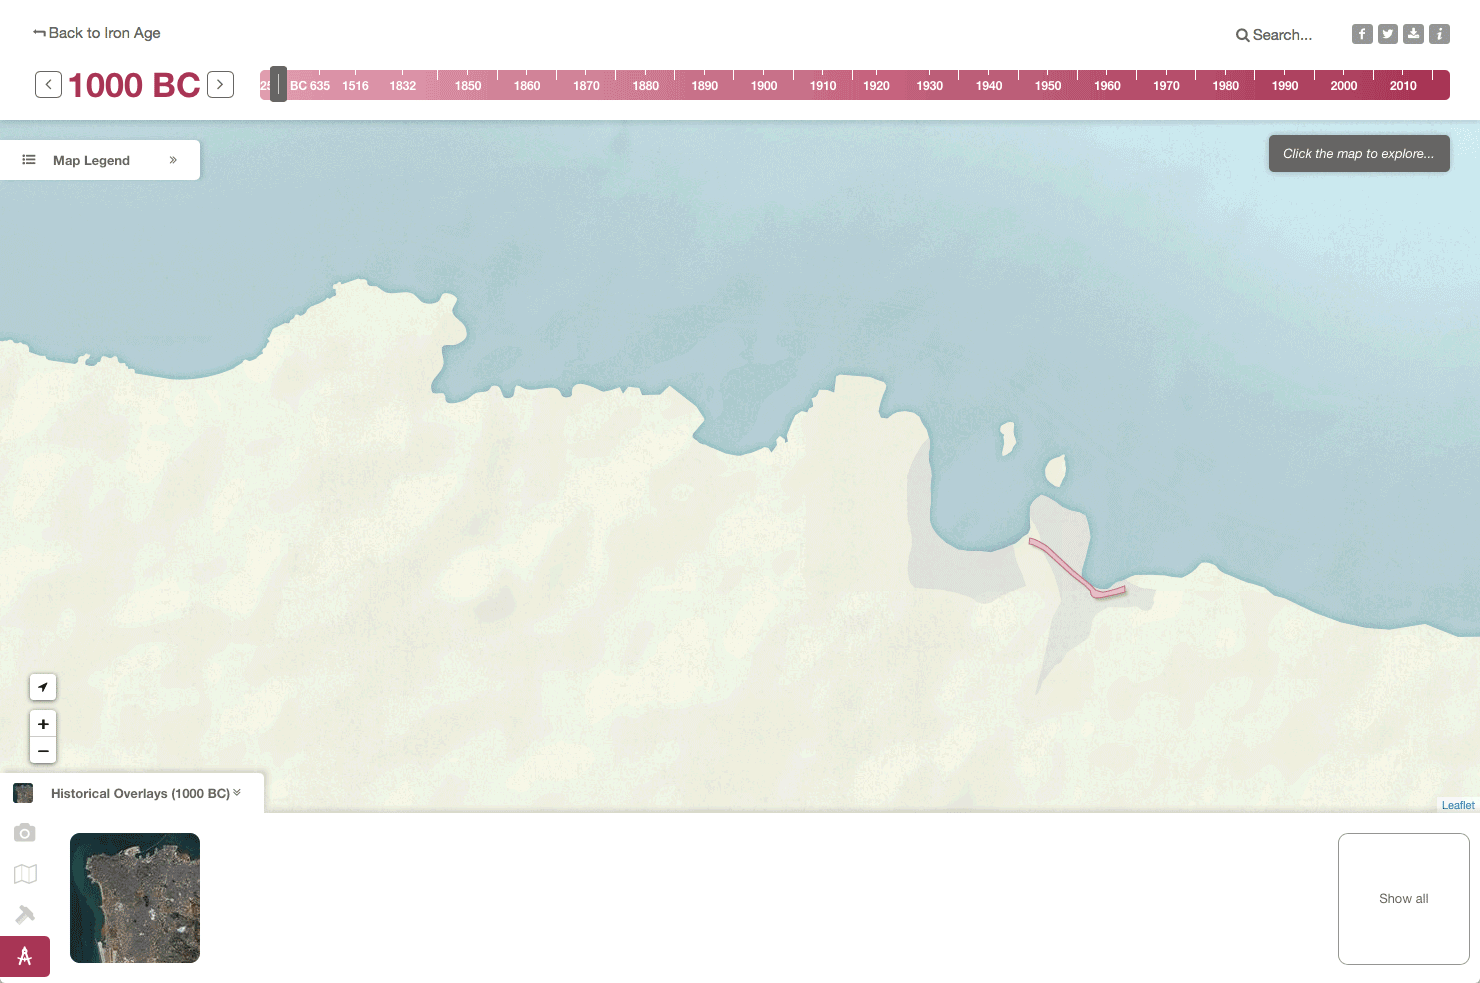 Back to Iron Age
Search...
1000 BC
BC 635 1516 1832 1850 1860 1870 1880 1890 1900 1910 1920 1930 1940 1950 1960 1970 1980 1990 2000 2010
Map Legend
Click the map to explore...
+
−
Historical Overlays (1000 BC)
Leaflet
Show all